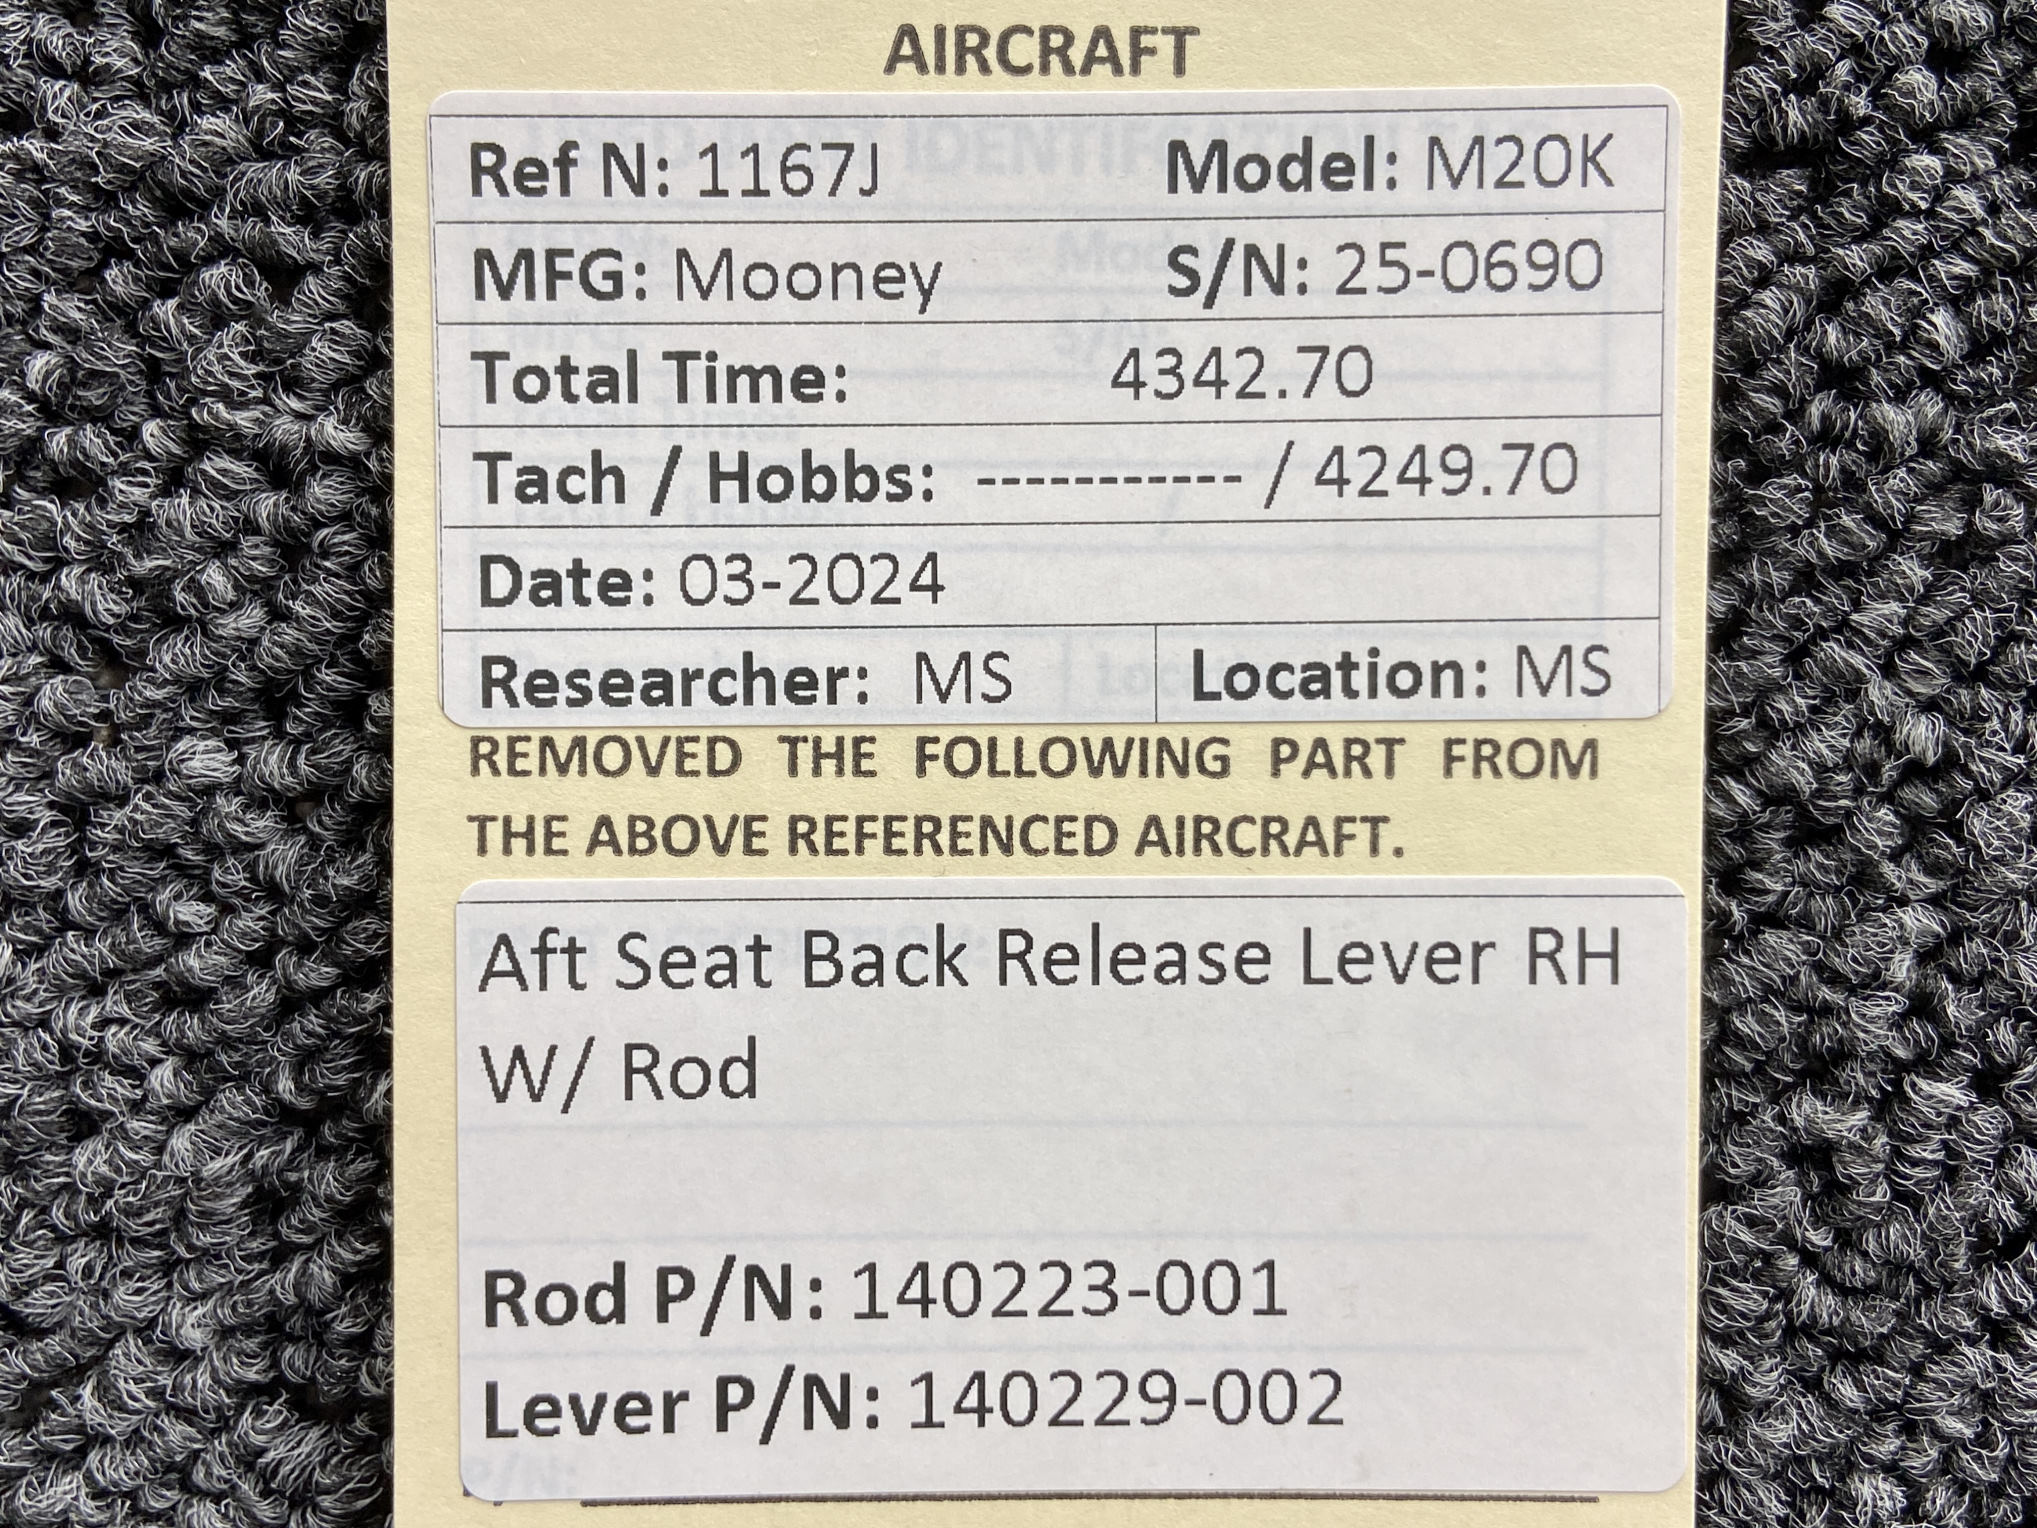 AIRCRAFT
Ref N: 1167J Model: M20K
MFG: Mooney S/N: 25-0690
Total Time: 4342.70
Tach / Hobbs: ----------- / 4249.70
Date: 03-2024
Researcher: MS Location: MS
REMOVED THE FOLLOWING PART FROM
THE ABOVE REFERENCED AIRCRAFT.
Aft Seat Back Release Lever RH
W/ Rod
Rod P/N: 140223-001
Lever P/N: 140229-002
P/N: